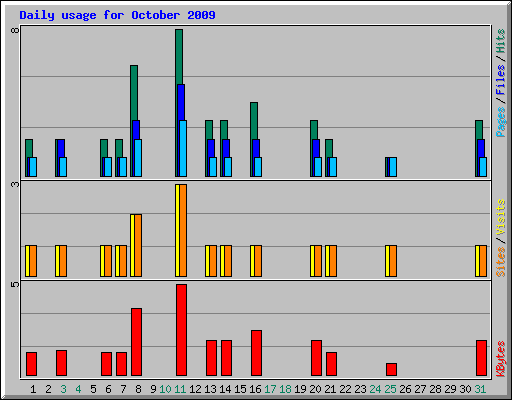 Daily usage for October 2009
8
Pages / Files / Hits
3
Sites / Visits
5
KBytes
1 2 3 4 5 6 7 8 9 10 11 12 13 14 15 16 17 18 19 20 21 22 23 24 25 26 27 28 29 30 31